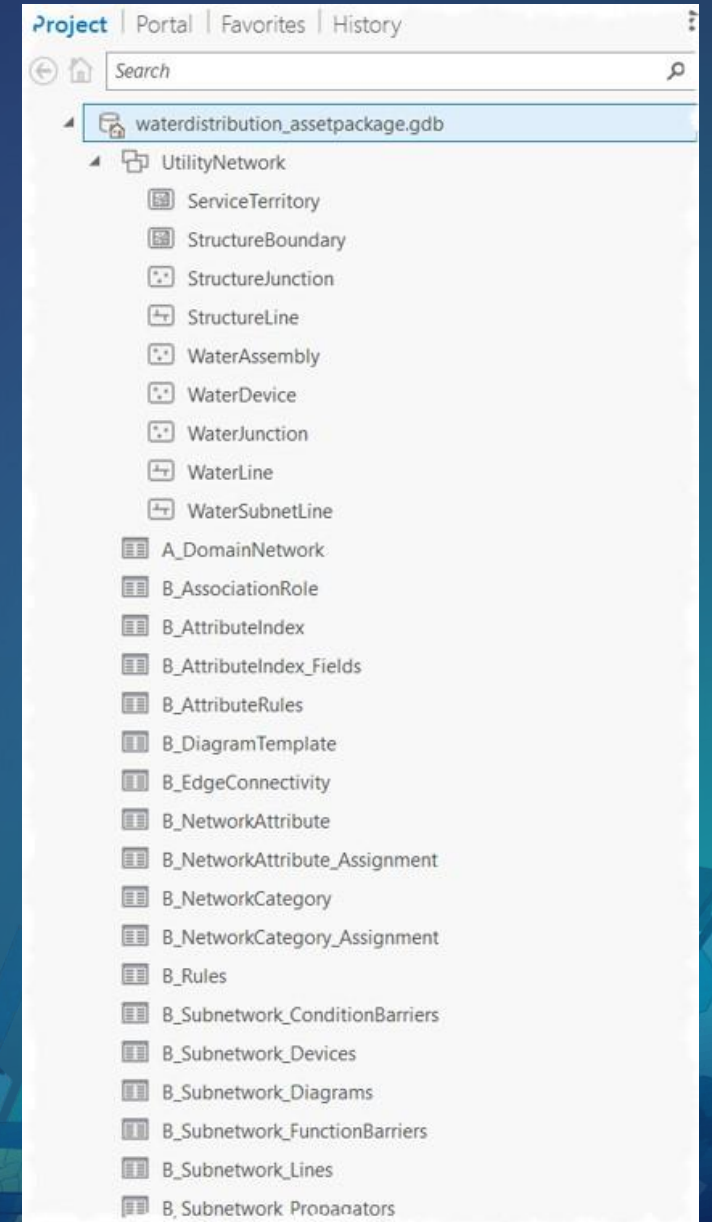 Project | Portal | Favorites | History
Search
waterdistribution_assetpackage.gdb
UtilityNetwork
ServiceTerritory
StructureBoundary
StructureJunction
StructureLine
WaterAssembly
WaterDevice
WaterJunction
WaterLine
WaterSubnetLine
A_DomainNetwork
B_AssociationRole
B_AttributeIndex
B_AttributeIndex_Fields
B_AttributeRules
B_DiagramTemplate
B_EdgeConnectivity
B_NetworkAttribute
B_NetworkAttribute_Assignment
B_NetworkCategory
B_NetworkCategory_Assignment
B_Rules
B_Subnetwork_ConditionBarriers
B_Subnetwork_Devices
B_Subnetwork_Diagrams
B_Subnetwork_FunctionBarriers
B_Subnetwork_Lines
B_Subnetwork_Propagators